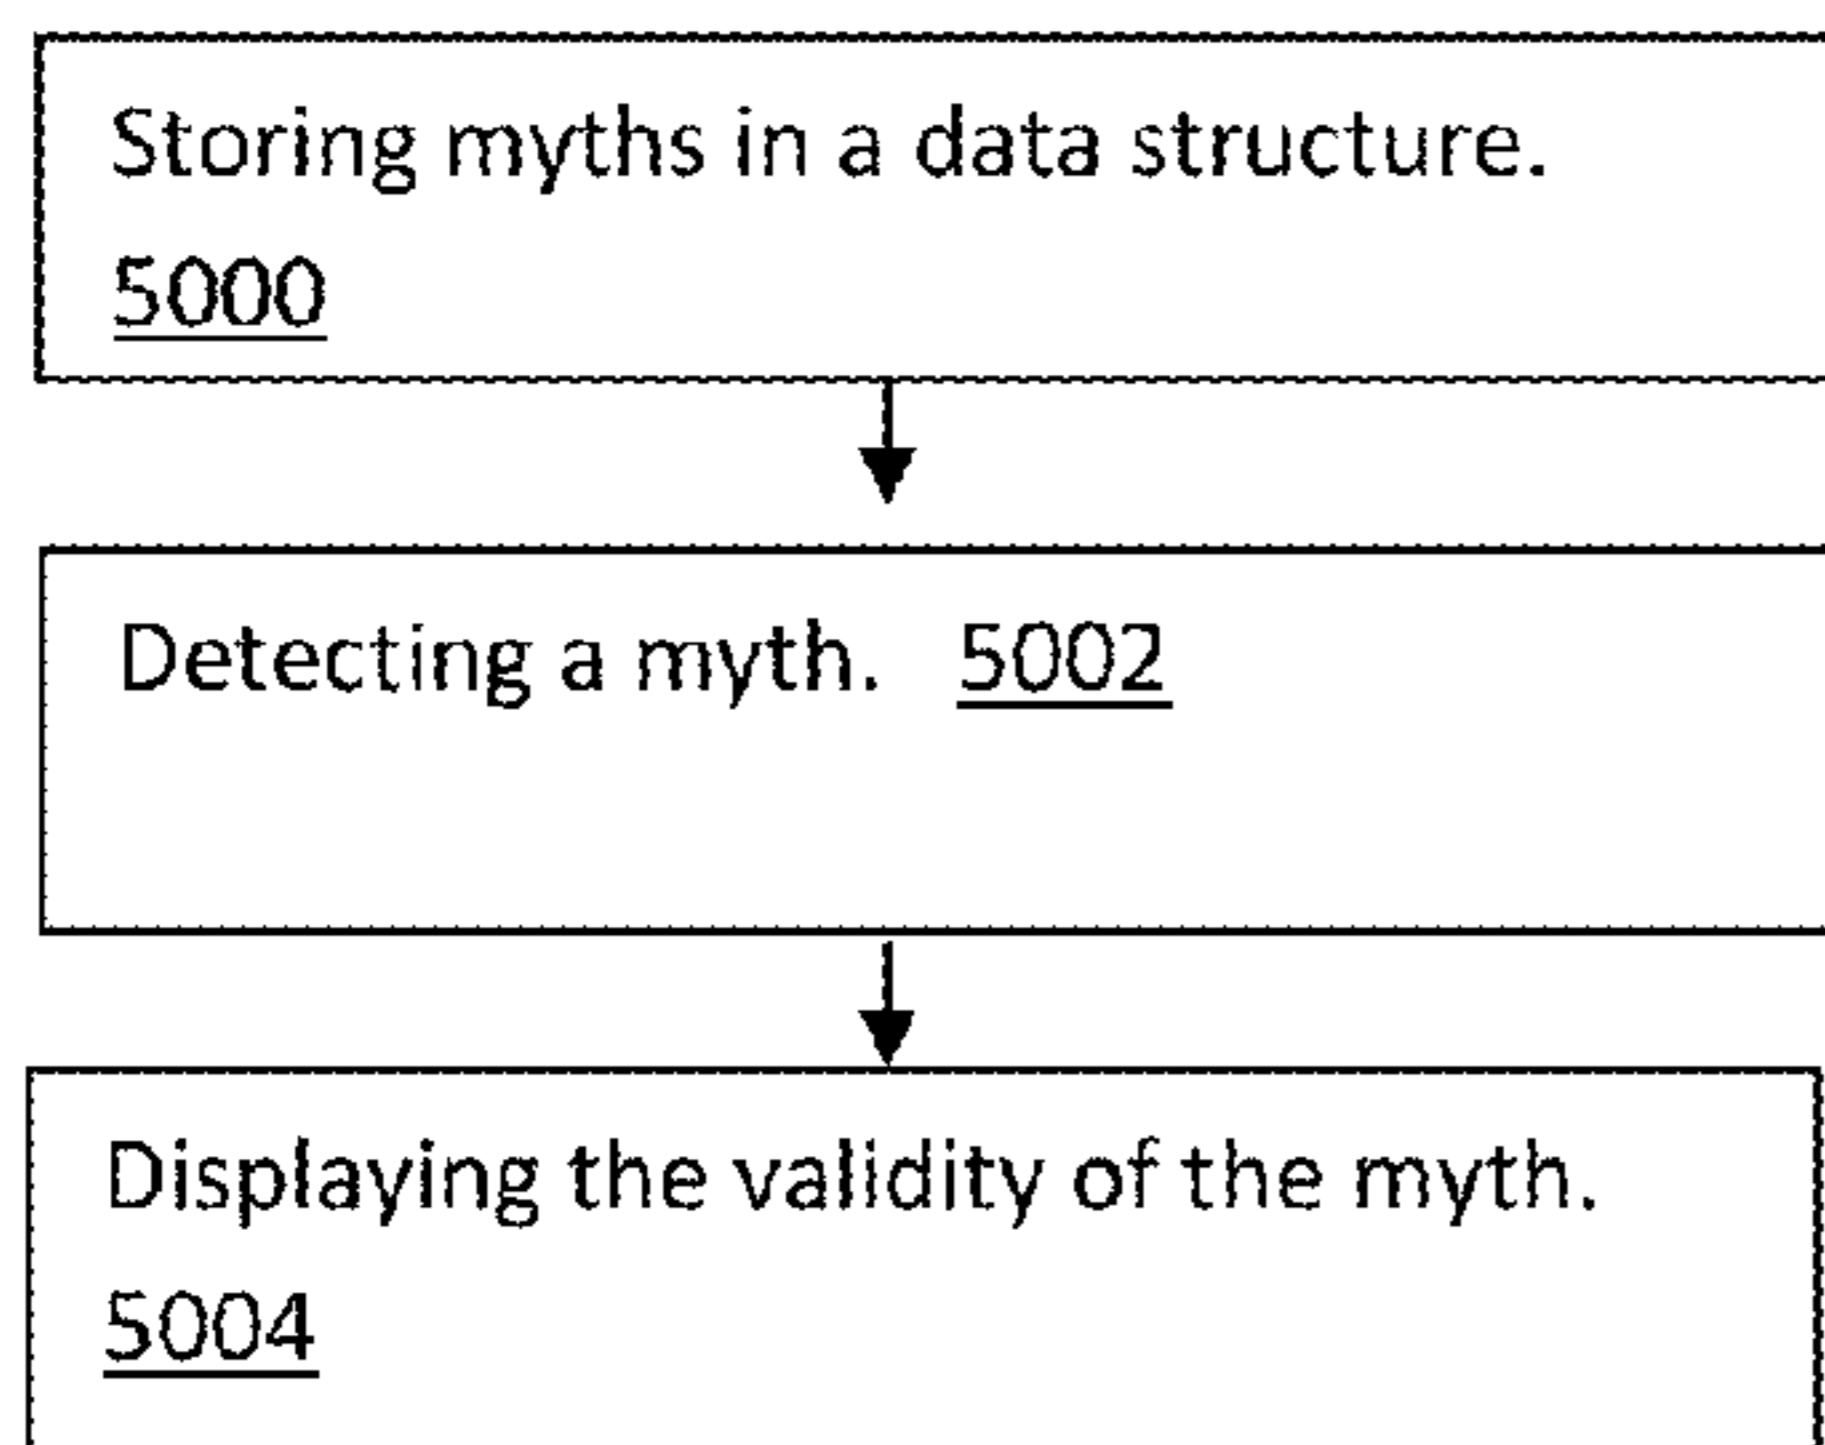 Storing myths in a data structure.
5000
Detecting a myth. 5002
Displaying the validity of the myth.
5004